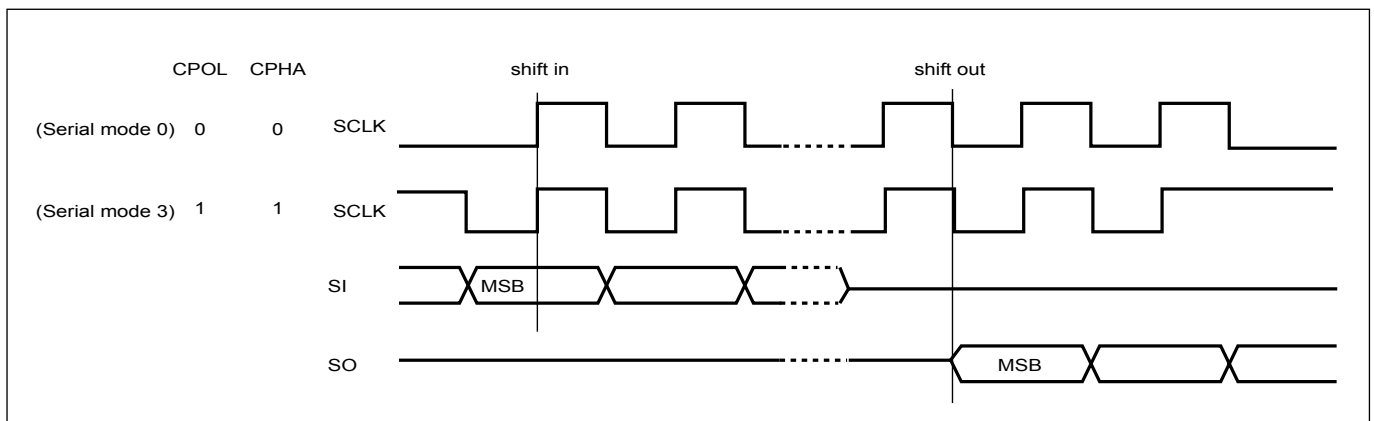 CPOL CPHA shift in shift out
(Serial mode 0) 0 0 SCLK
(Serial mode 3) 1 1 SCLK
SI MSB
SO MSB